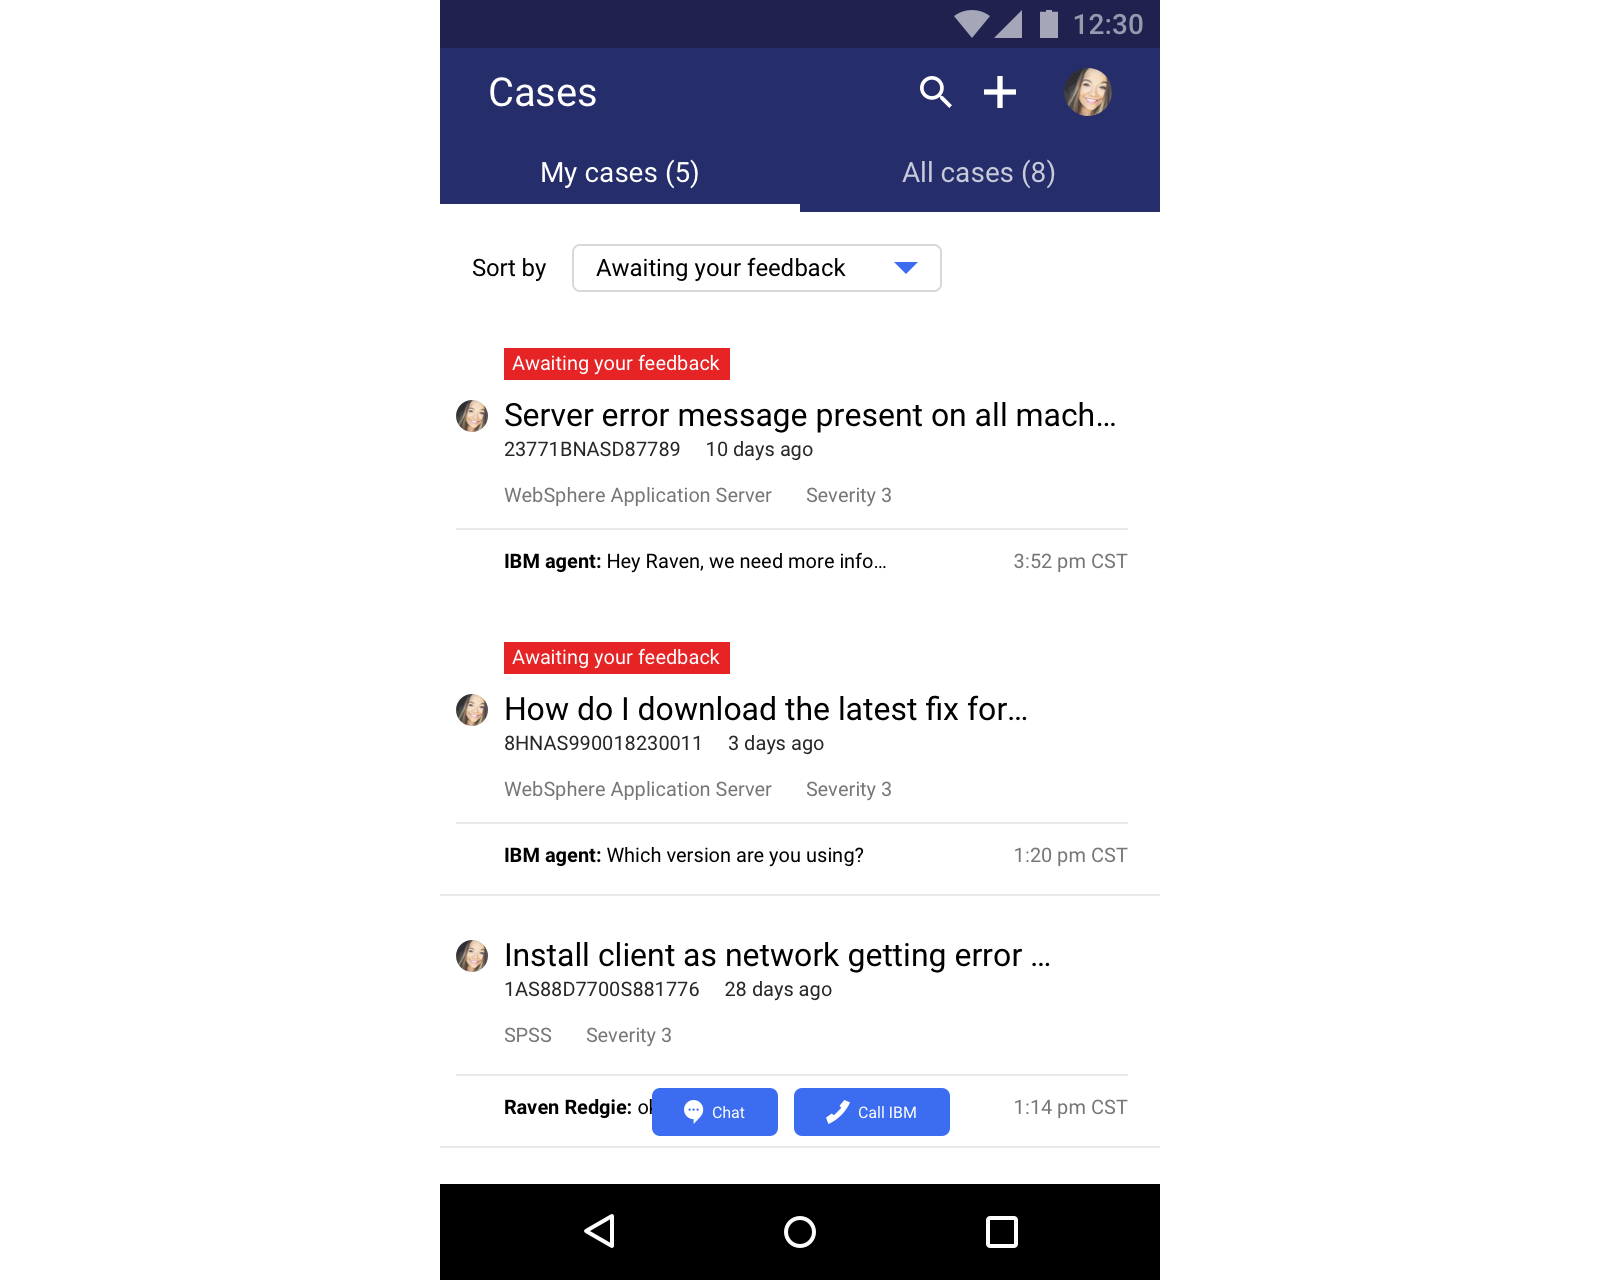 12:30
Cases
My cases (5) All cases (8)
Sort by Awaiting your feedback
Awaiting your feedback
Server error message present on all mach...
23771BNASD87789 10 days ago
WebSphere Application Server Severity 3
IBM agent: Hey Raven, we need more info... 3:52 pm CST
Awaiting your feedback
How do I download the latest fix for...
8HNAS990018230011 3 days ago
WebSphere Application Server Severity 3
IBM agent: Which version are you using? 1:20 pm CST
Install client as network getting error ...
1AS88D7700S881776 28 days ago
SPSS Severity 3
Raven Redgie: Chat Call IBM 1:14 pm CST